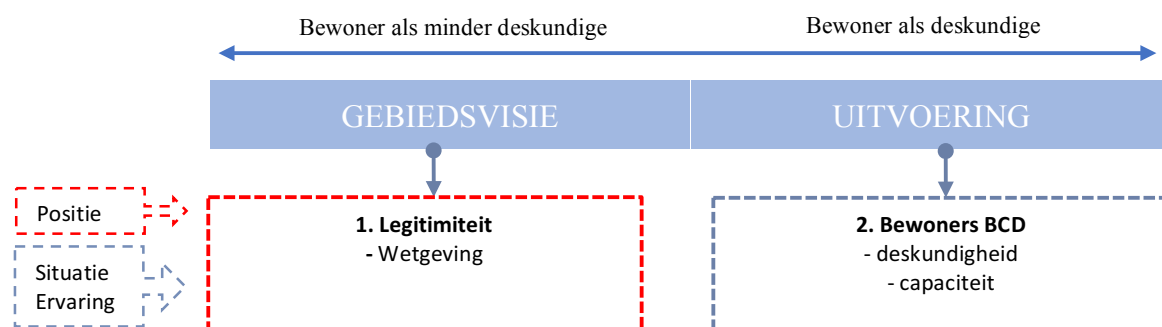 Bewoner als minder deskundige
Bewoner als deskundige
GEBIEDSVISIE
UITVOERING
Positie
Situatie
Ervaring
1. Legitimiteit
- Wetgeving
2. Bewoners BCD
- deskundigheid
- capaciteit